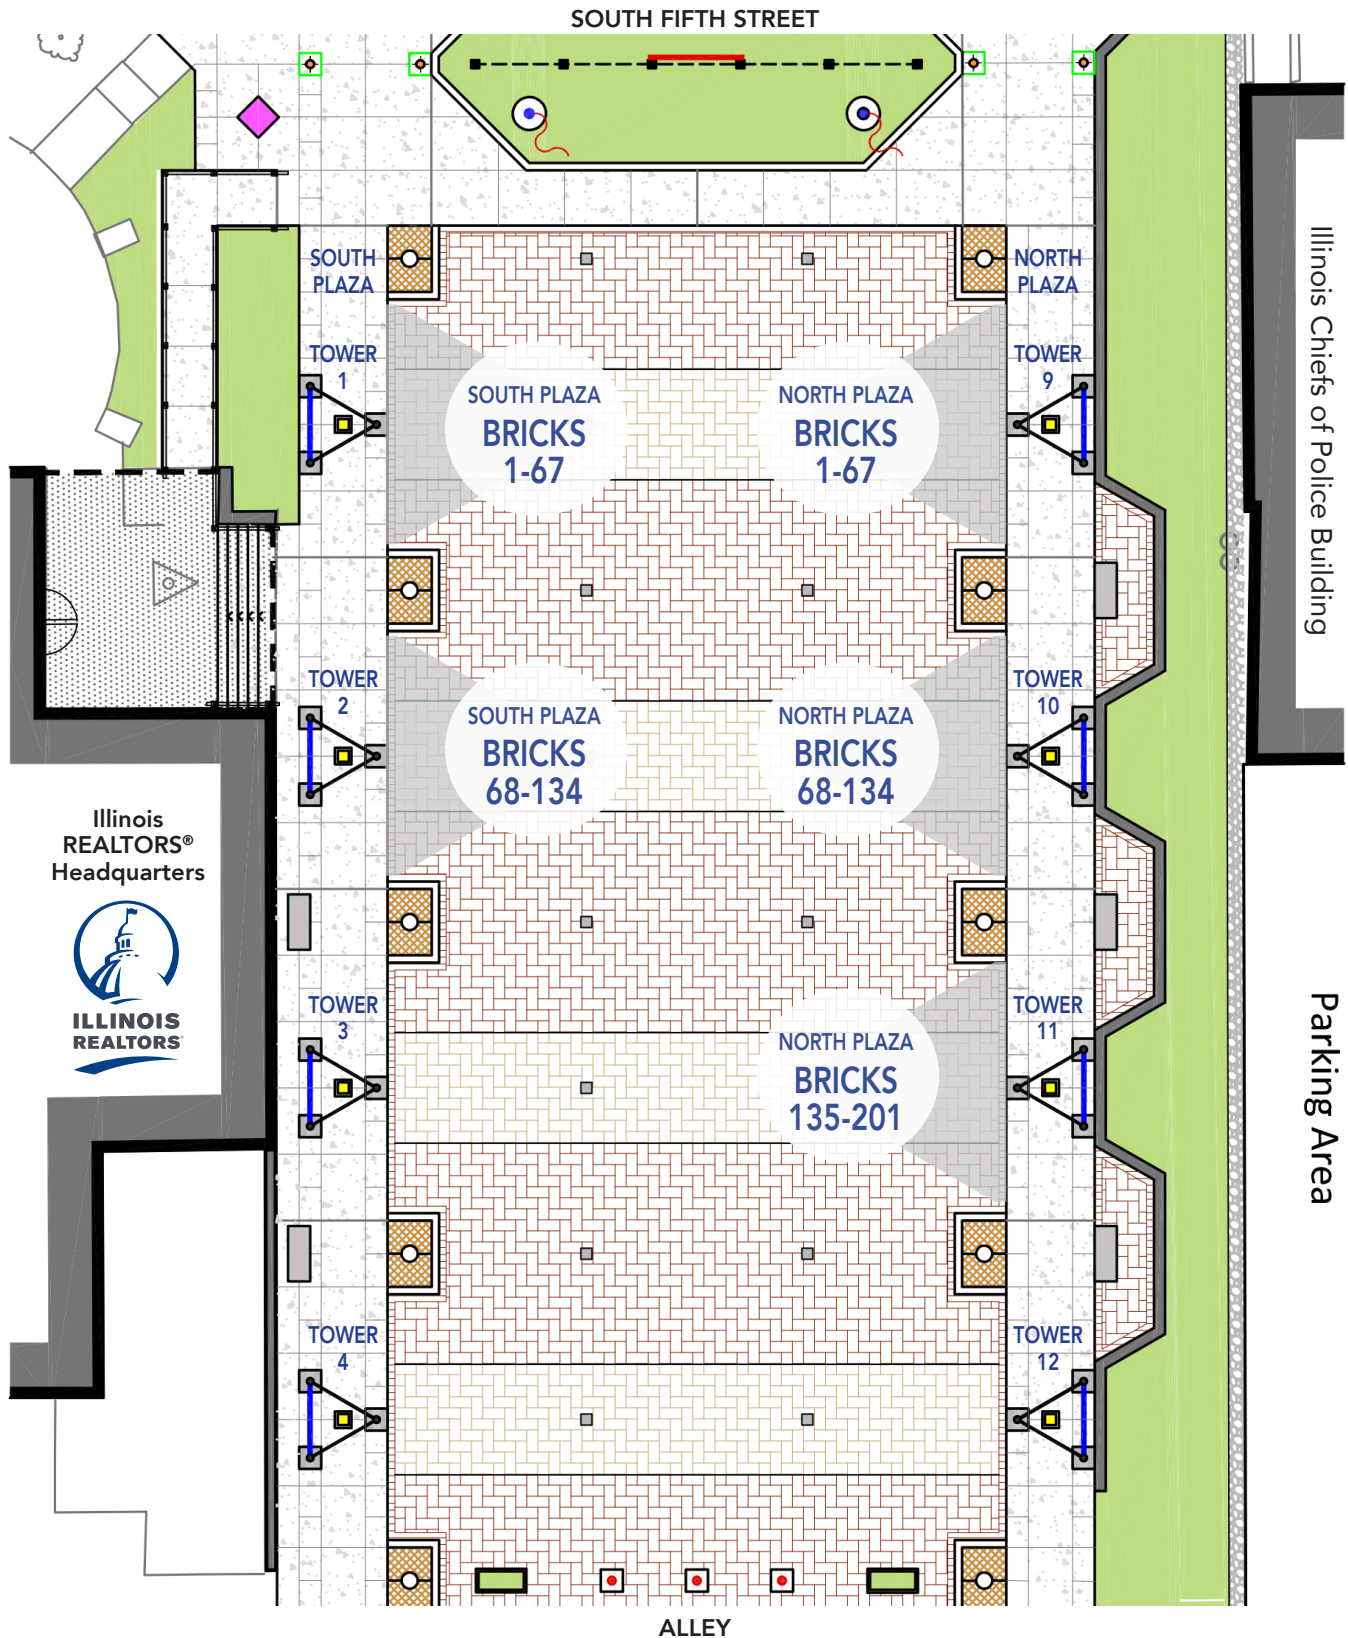 SOUTH FIFTH STREET
SOUTH
PLAZA
NORTH
PLAZA
TOWER
1
TOWER
9
SOUTH PLAZA
BRICKS
1-67
NORTH PLAZA
BRICKS
1-67
Illinois Chiefs of Police Building
TOWER
2
TOWER
10
SOUTH PLAZA
BRICKS
68-134
NORTH PLAZA
BRICKS
68-134
Illinois
REALTORS®
Headquarters
ILLINOIS
REALTORS
TOWER
3
TOWER
11
NORTH PLAZA
BRICKS
135-201
Parking Area
TOWER
4
TOWER
12
ALLEY